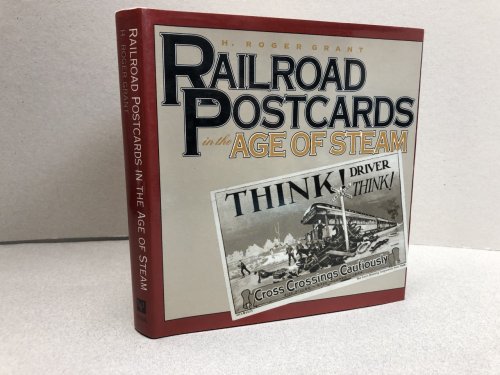 H. ROGER GRANT
RAILROAD
POSTCARDS
in the AGE OF STEAM
THINK! DRIVER
THINK!
Cross Crossings Cautiously
RAILROAD POSTCARDS IN THE AGE OF STEAM
H. ROGER GRANT